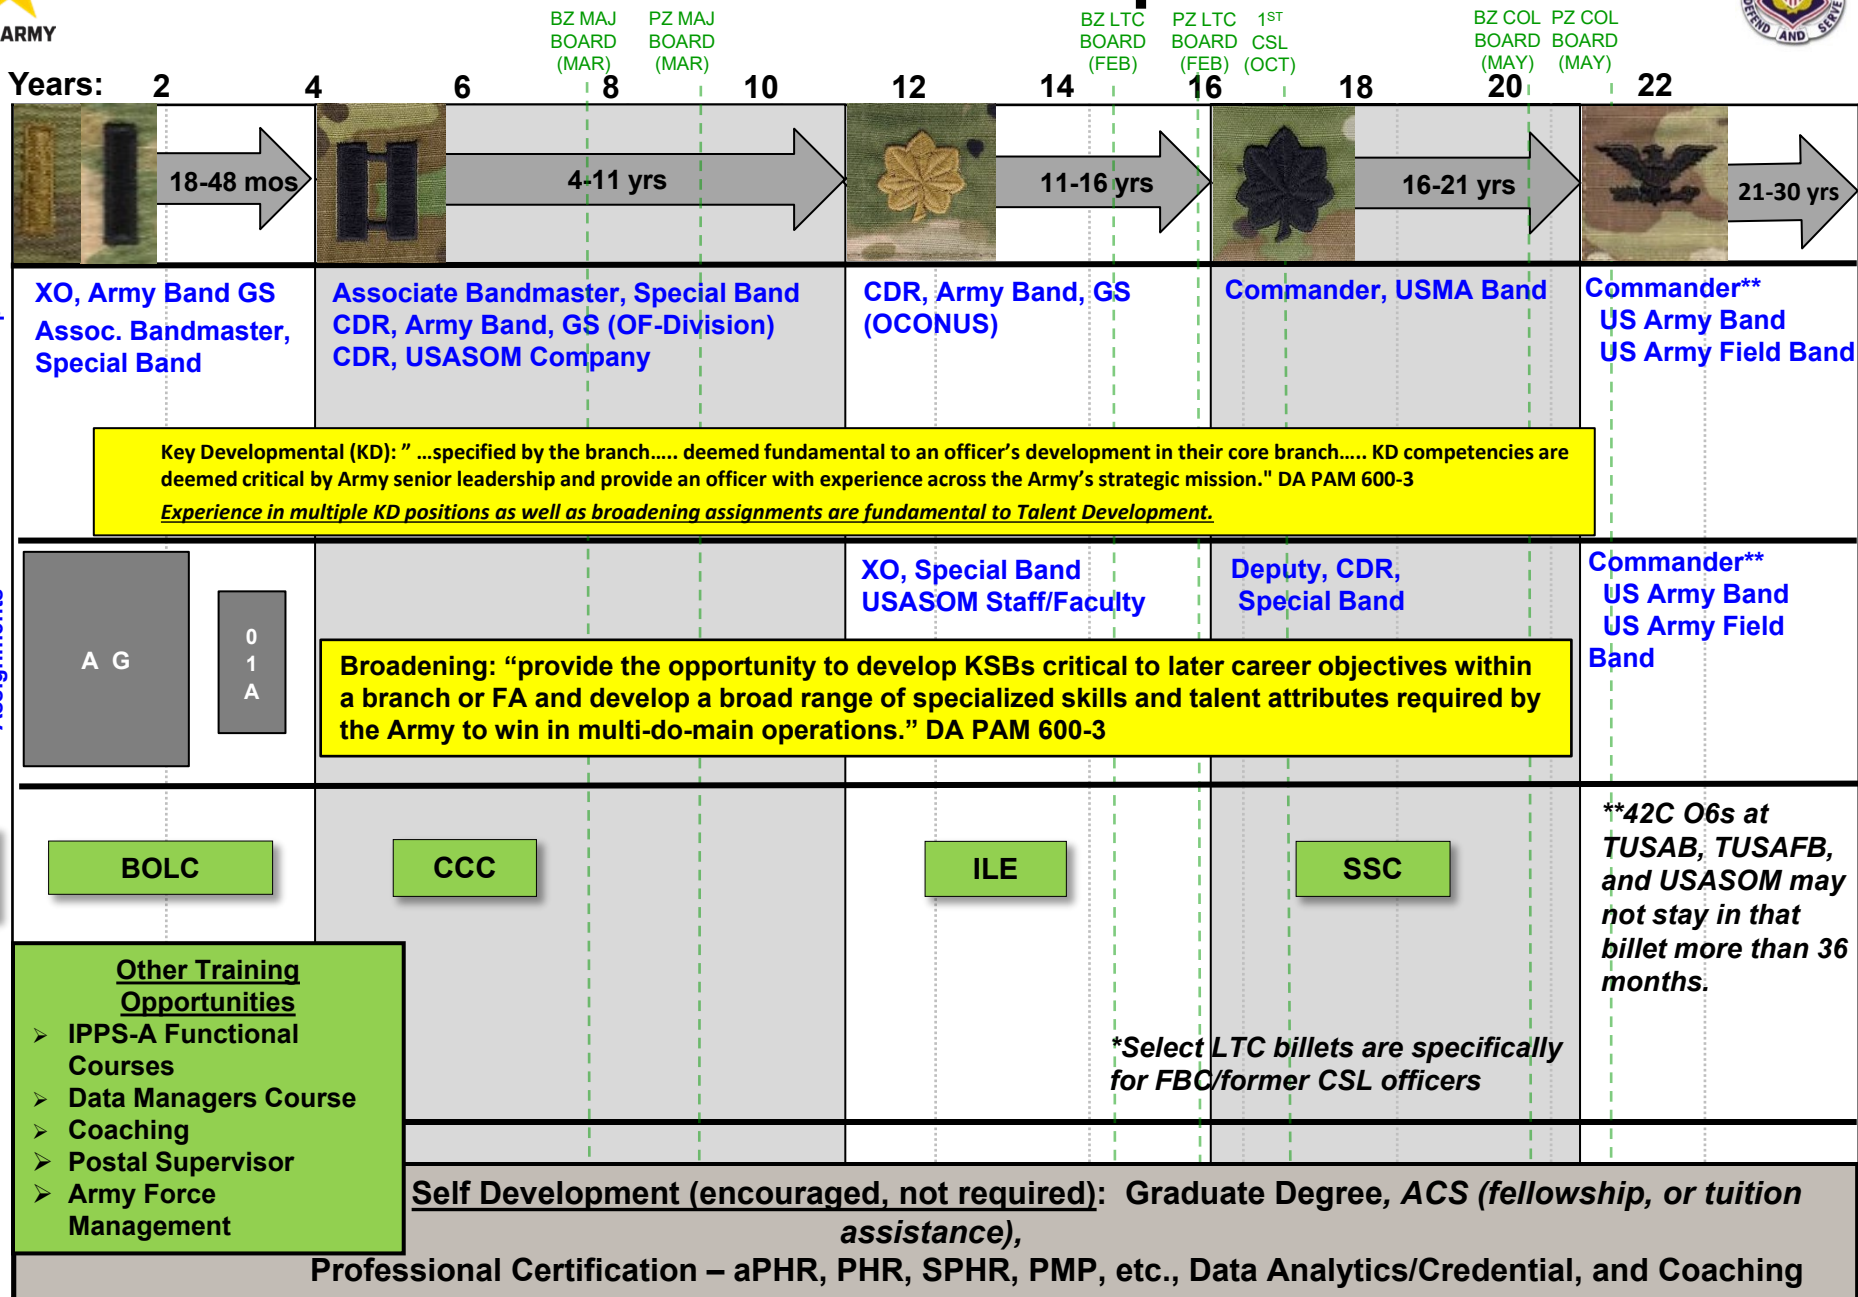 ARMY
DEFEND AND SERVE
BZ MAJ
BOARD
(MAR)
PZ MAJ
BOARD
(MAR)
BZ LTC
BOARD
(FEB)
PZ LTC
BOARD
(FEB)
1ST
CSL
(OCT)
BZ COL
BOARD
(MAY)
PZ COL
BOARD
(MAY)
Years: 2 4 6 8 10 12 14 16 18 20 22
18-48 mos
4-11 yrs
11-16 yrs
16-21 yrs
21-30 yrs
XO, Army Band GS
Assoc. Bandmaster,
Special Band
Associate Bandmaster, Special Band
CDR, Army Band, GS (OF-Division)
CDR, USASOM Company
CDR, Army Band, GS
(OCONUS)
Commander, USMA Band
Commander**
US Army Band
US Army Field Band
Key Developmental (KD): ” …specified by the branch….. deemed fundamental to an officer’s development in their core branch….. KD competencies are
deemed critical by Army senior leadership and provide an officer with experience across the Army’s strategic mission." DA PAM 600-3
Experience in multiple KD positions as well as broadening assignments are fundamental to Talent Development.
Assignments
A G
0
1
A
XO, Special Band
USASOM Staff/Faculty
Deputy, CDR,
Special Band
Commander**
US Army Band
US Army Field
Band
Broadening: “provide the opportunity to develop KSBs critical to later career objectives within
a branch or FA and develop a broad range of specialized skills and talent attributes required by
the Army to win in multi-do-main operations.” DA PAM 600-3
BOLC
CCC
ILE
SSC
**42C O6s at
TUSAB, TUSAFB,
and USASOM may
not stay in that
billet more than 36
months.
*Select LTC billets are specifically
for FBC/former CSL officers
Other Training
Opportunities
➢ IPPS-A Functional
Courses
➢ Data Managers Course
➢ Coaching
➢ Postal Supervisor
➢ Army Force
Management
Self Development (encouraged, not required): Graduate Degree, ACS (fellowship, or tuition
assistance),
Professional Certification – aPHR, PHR, SPHR, PMP, etc., Data Analytics/Credential, and Coaching